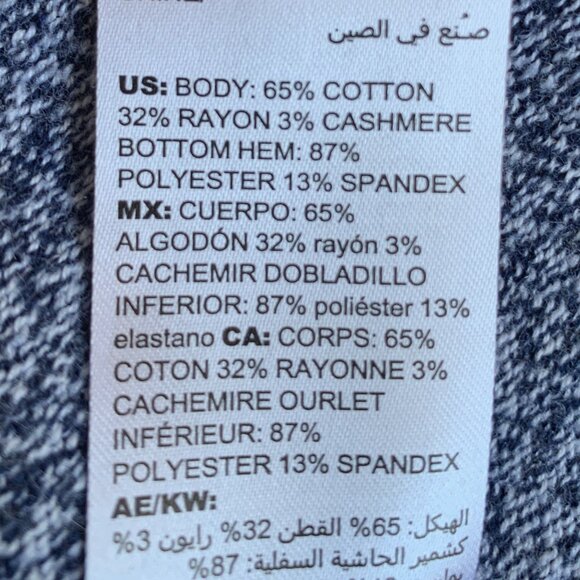 صُنع في الصين
US: BODY: 65% COTTON
32% RAYON 3% CASHMERE
BOTTOM HEM: 87%
POLYESTER 13% SPANDEX
MX: CUERPO: 65%
ALGODÓN 32% rayón 3%
CACHEMIR DOBLADILLO
INFERIOR: 87% poliéster 13%
elastano CA: CORPS: 65%
COTON 32% RAYONNE 3%
CACHEMIRE OURLET
INFÉRIEUR: 87%
POLYESTER 13% SPANDEX
AE/KW:
الهيكل: 65% القطن 32% رايون 3%
كشمير الحاشية السفلية: 87%